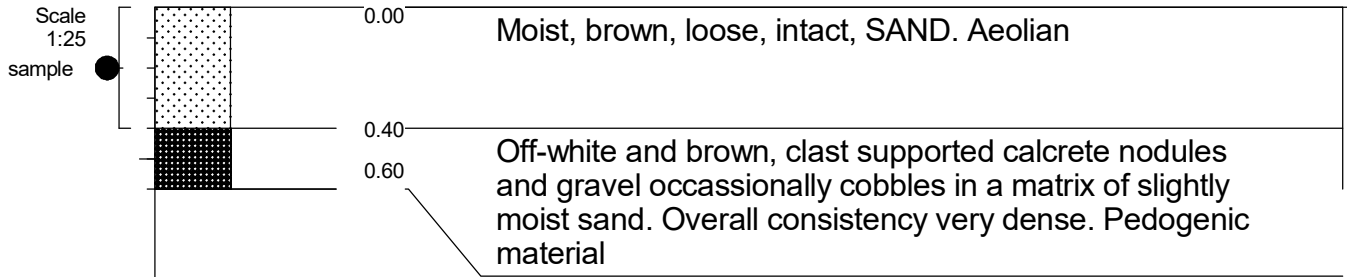 Scale
1:25
sample
0.00
Moist, brown, loose, intact, SAND. Aeolian
0.40
0.60
Off-white and brown, clast supported calcrete nodules
and gravel occassionally cobbles in a matrix of slightly
moist sand. Overall consistency very dense. Pedogenic
material